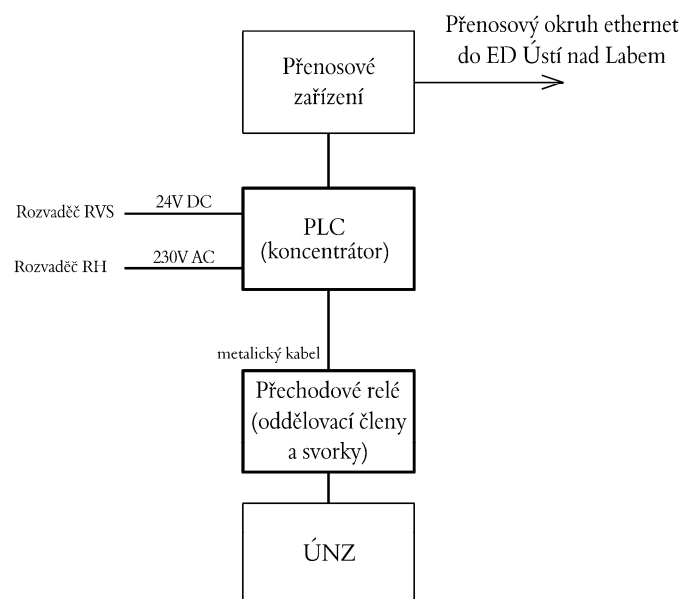 Přenosový okruh ethernet
do ED Ústí nad Labem
Přenosové
zařízení
24V DC
Rozvaděč RVS
PLC
(koncentrátor)
230V AC
Rozvaděč RH
metalický kabel
Přechodové relé
(oddělovací členy
a svorky)
ÚNZ